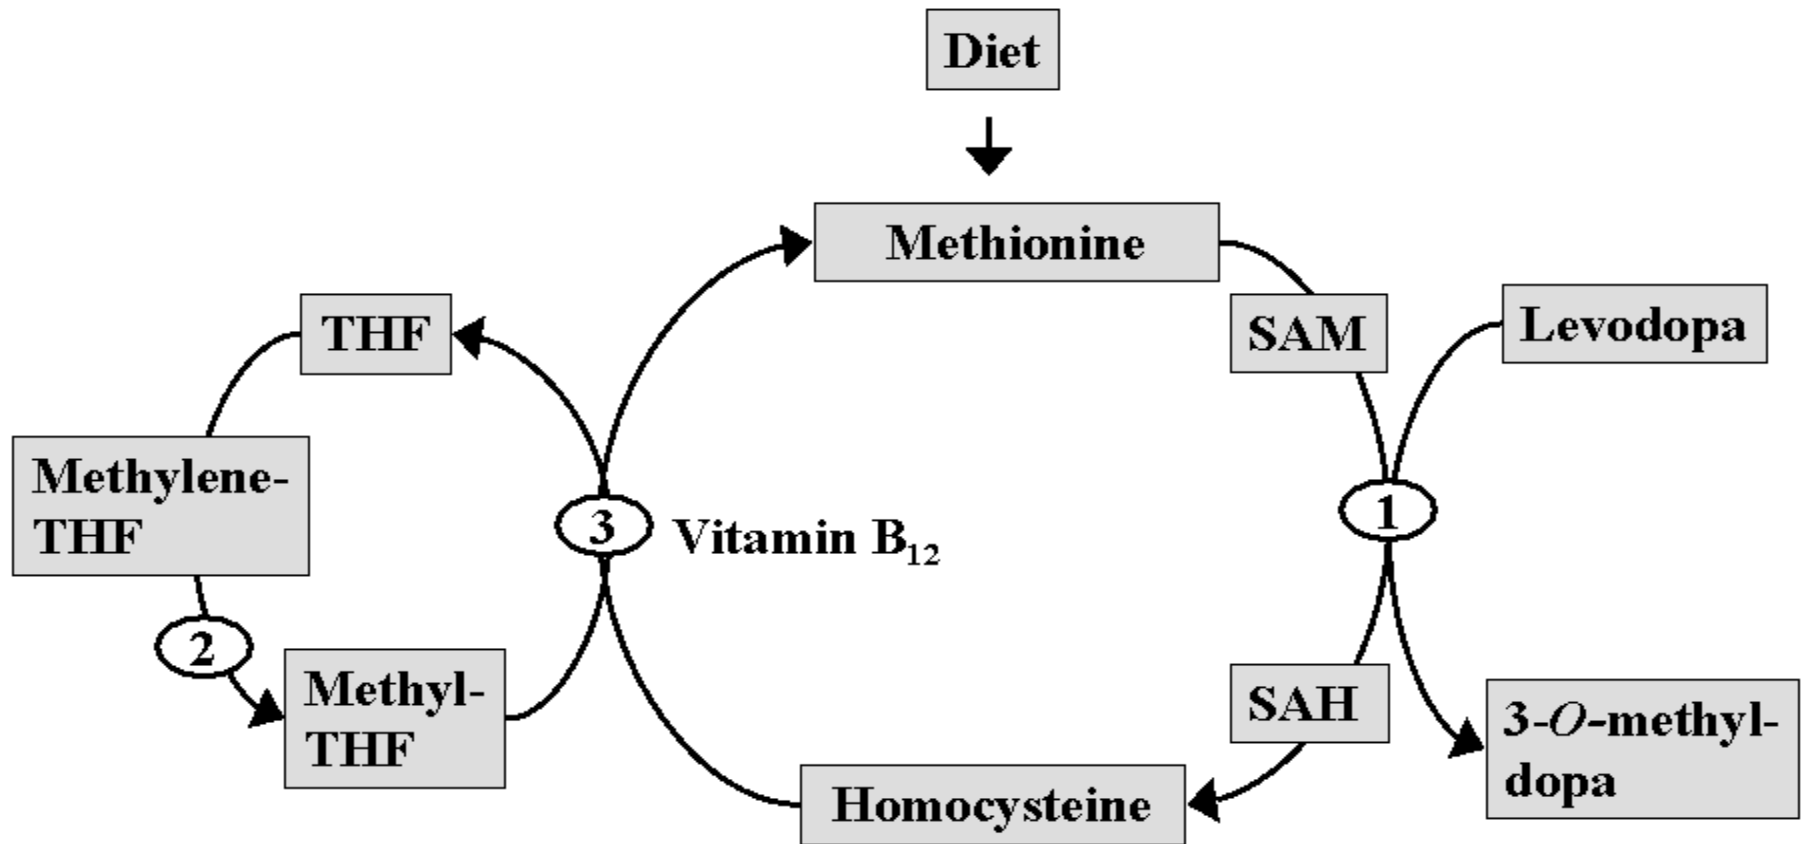 Diet
Methionine
THF
SAM
Levodopa
Methylene-
THF
3
Vitamin B₁₂
1
2
Methyl-
THF
SAH
3-O-methyl-
dopa
Homocysteine